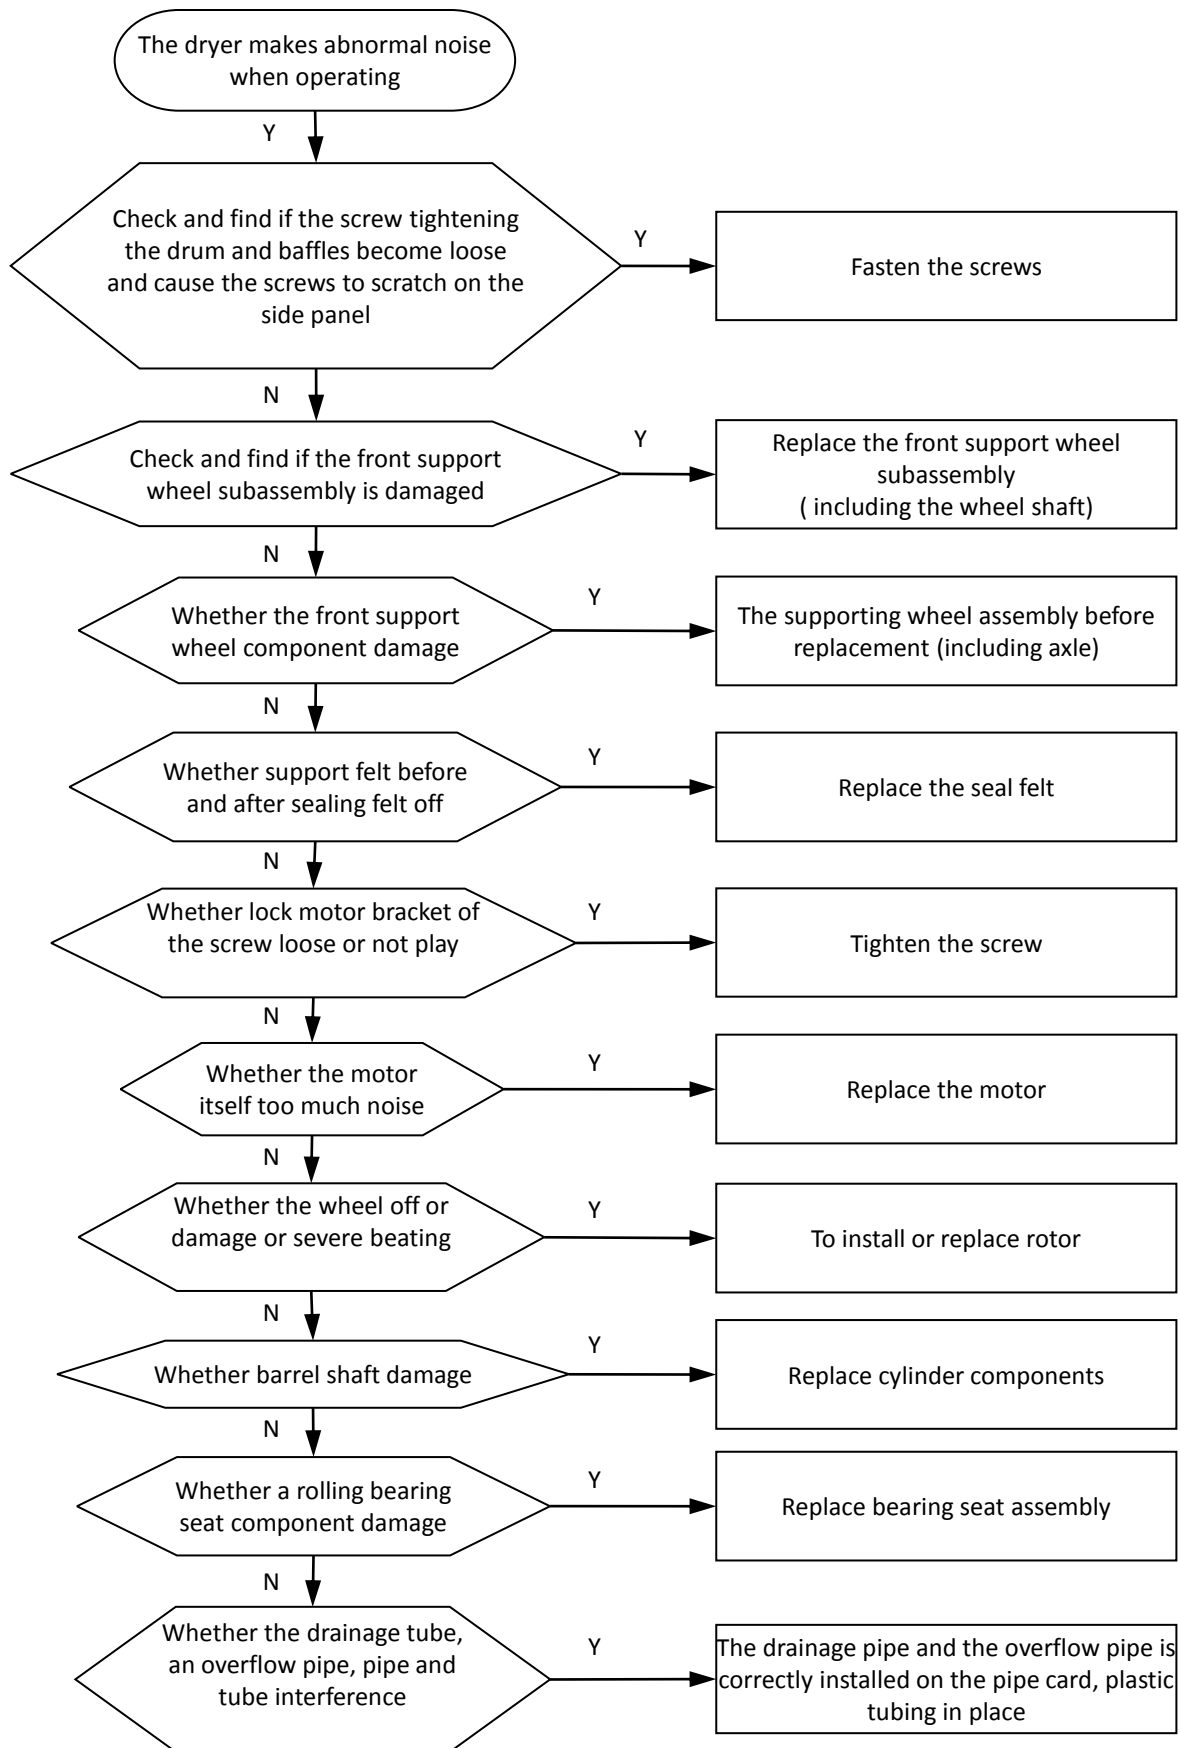 The dryer makes abnormal noise
when operating
Y
Check and find if the screw tightening
the drum and baffles become loose
and cause the screws to scratch on the
side panel
Y
Fasten the screws
N
Check and find if the front support
wheel subassembly is damaged
Y
Replace the front support wheel
subassembly
( including the wheel shaft)
N
Whether the front support
wheel component damage
Y
The supporting wheel assembly before
replacement (including axle)
N
Whether support felt before
and after sealing felt off
Y
Replace the seal felt
N
Whether lock motor bracket of
the screw loose or not play
Y
Tighten the screw
N
Whether the motor
itself too much noise
Y
Replace the motor
N
Whether the wheel off or
damage or severe beating
Y
To install or replace rotor
N
Whether barrel shaft damage
Y
Replace cylinder components
N
Whether a rolling bearing
seat component damage
Y
Replace bearing seat assembly
N
Whether the drainage tube,
an overflow pipe, pipe and
tube interference
Y
The drainage pipe and the overflow pipe is
correctly installed on the pipe card, plastic
tubing in place